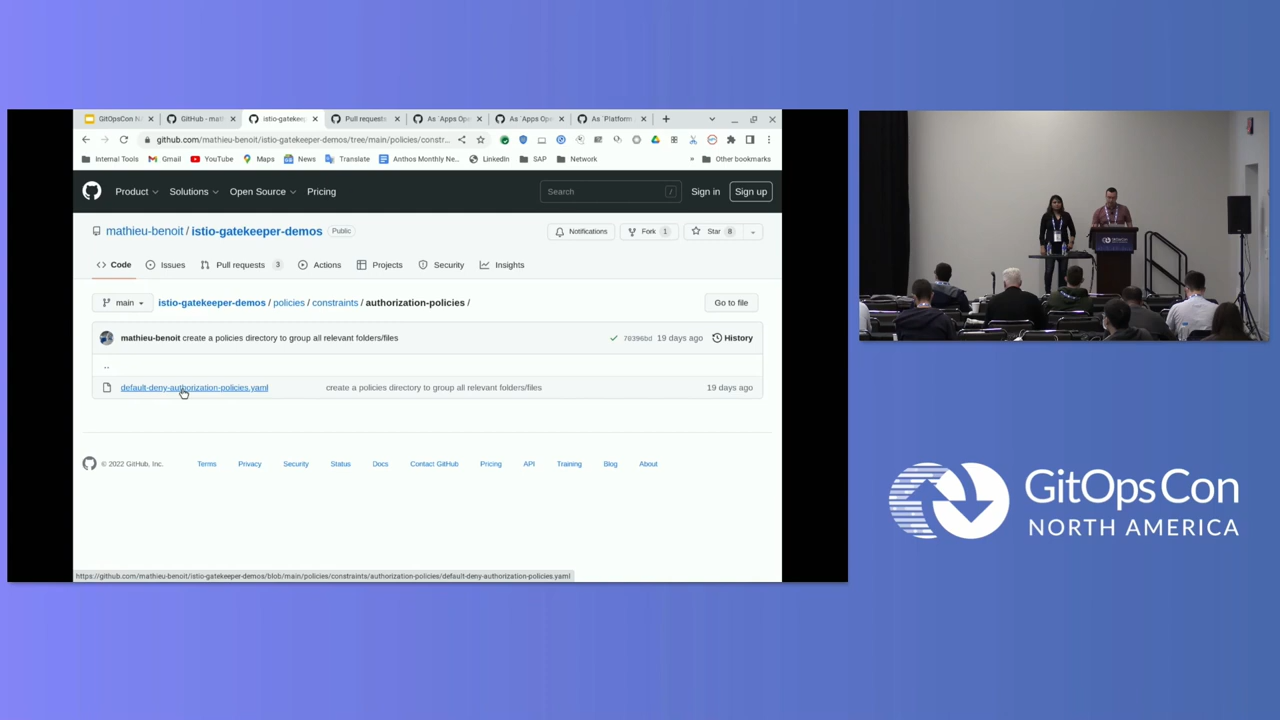 GitOpsCon N
GitHub - math
istio-gatekee
Pull requests
As 'Apps Ope
As 'Apps Ope
As 'Platform
github.com/mathieu-benoit/istio-gatekeeper-demos/tree/main/policies/constr...
Internal Tools
Gmail
YouTube
Maps
News
Translate
Anthos Monthly Ne...
LinkedIn
SAP
Network
»
Other bookmarks
Product
Solutions
Open Source
Pricing
Search
/
Sign in
Sign up
mathieu-benoit / istio-gatekeeper-demos
Public
Notifications
Fork 1
Star 8
Code
Issues
Pull requests 3
Actions
Projects
Security
Insights
main
istio-gatekeeper-demos / policies / constraints / authorization-policies /
Go to file
mathieu-benoit create a policies directory to group all relevant folders/files
70396bd 19 days ago
History
..
default-deny-authorization-policies.yaml
create a policies directory to group all relevant folders/files
19 days ago
© 2022 GitHub, Inc.
Terms
Privacy
Security
Status
Docs
Contact GitHub
Pricing
API
Training
Blog
About
https://github.com/mathieu-benoit/istio-gatekeeper-demos/blob/main/policies/constraints/authorization-policies/default-deny-authorization-policies.yaml
GitOpsCon
NORTH AMERICA